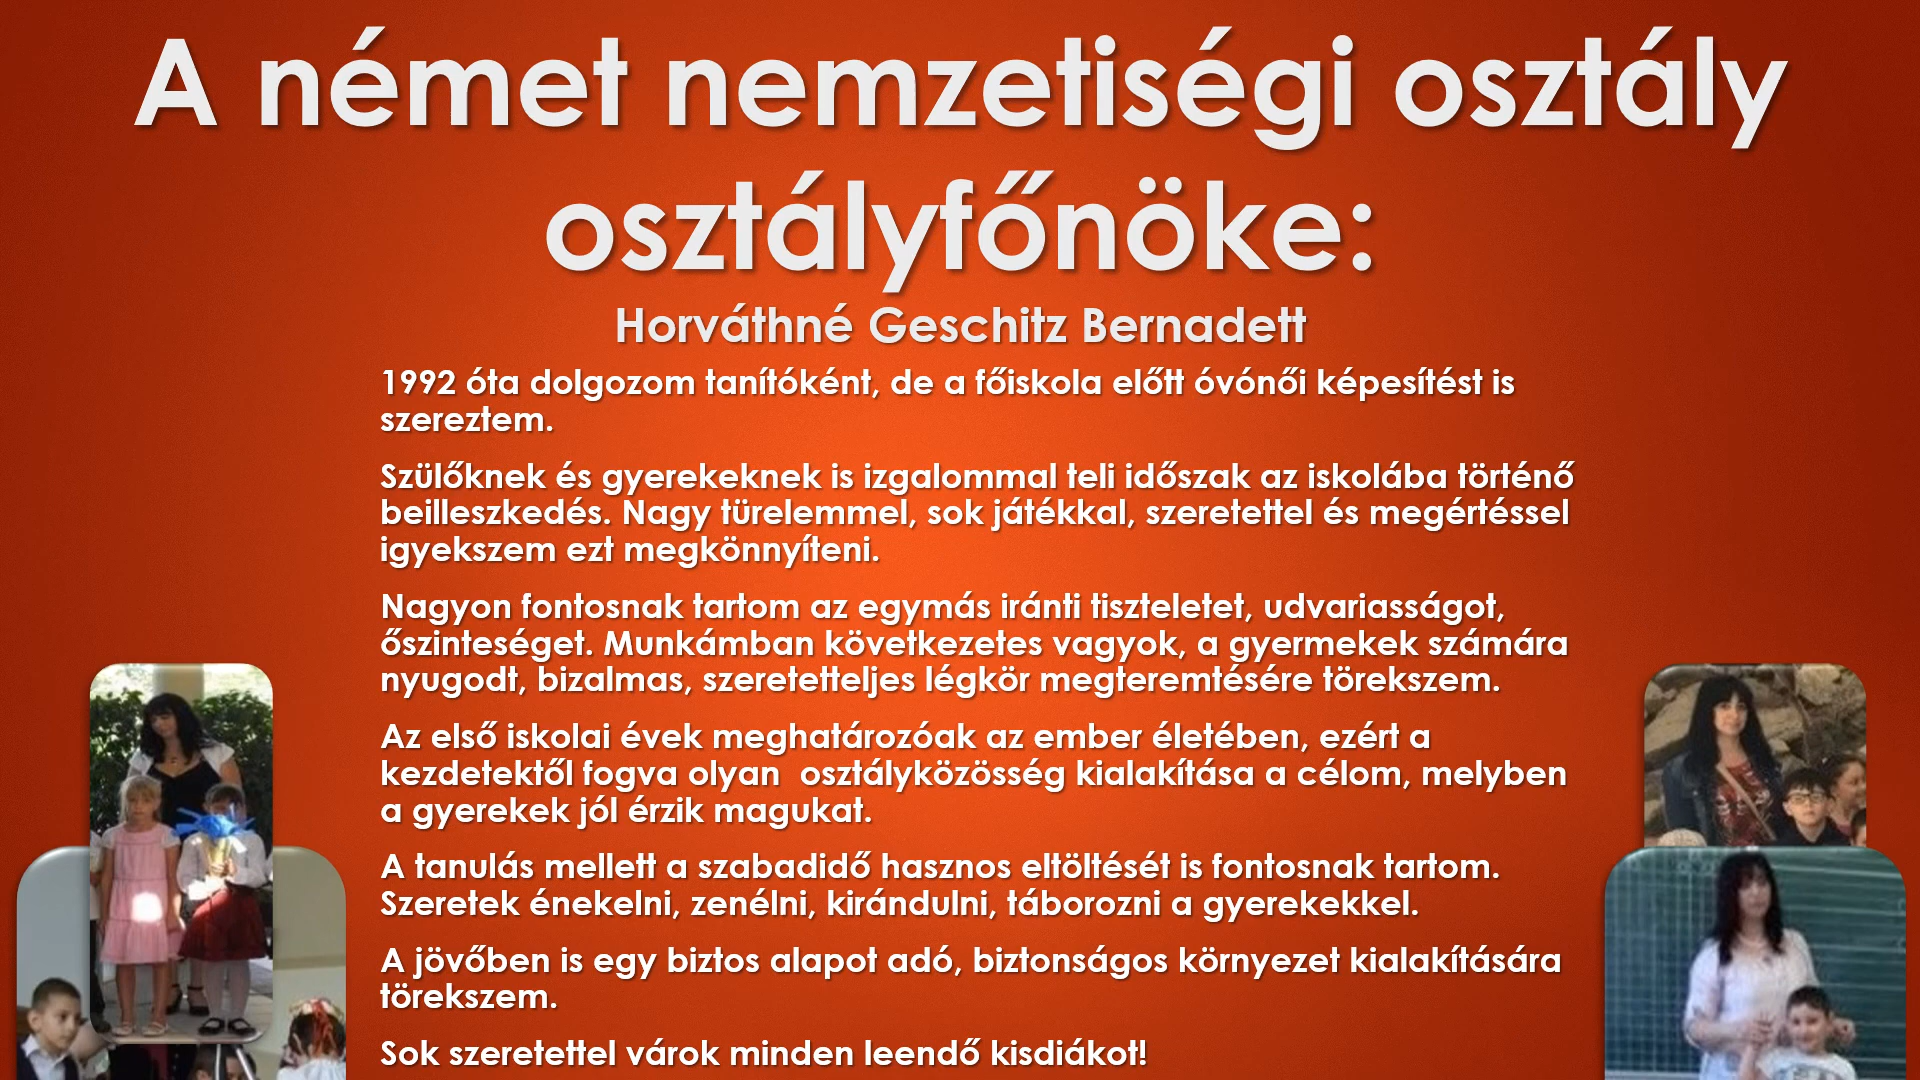 A német nemzetiségi osztály
osztályfőnöke:
Horváthné Geschitz Bernadett
1992 óta dolgozom tanítóként, de a főiskola előtt óvónői képesítést is
szereztem.
Szülőknek és gyerekeknek is izgalommal teli időszak az iskolába történő
beilleszkedés. Nagy türelemmel, sok játékkal, szeretettel és megértéssel
igyekszem ezt megkönnyíteni.
Nagyon fontosnak tartom az egymás iránti tiszteletet, udvariasságot,
őszinteséget. Munkámban következetes vagyok, a gyermekek számára
nyugodt, bizalmas, szeretetteljes légkör megteremtésére törekszem.
Az első iskolai évek meghatározóak az ember életében, ezért a
kezdetektől fogva olyan  osztályközösség kialakítása a célom, melyben
a gyerekek jól érzik magukat.
A tanulás mellett a szabadidő hasznos eltöltését is fontosnak tartom.
Szeretek énekelni, zenélni, kirándulni, táborozni a gyerekekkel.
A jövőben is egy biztos alapot adó, biztonságos környezet kialakítására
törekszem.
Sok szeretettel várok minden leendő kisdiákot!